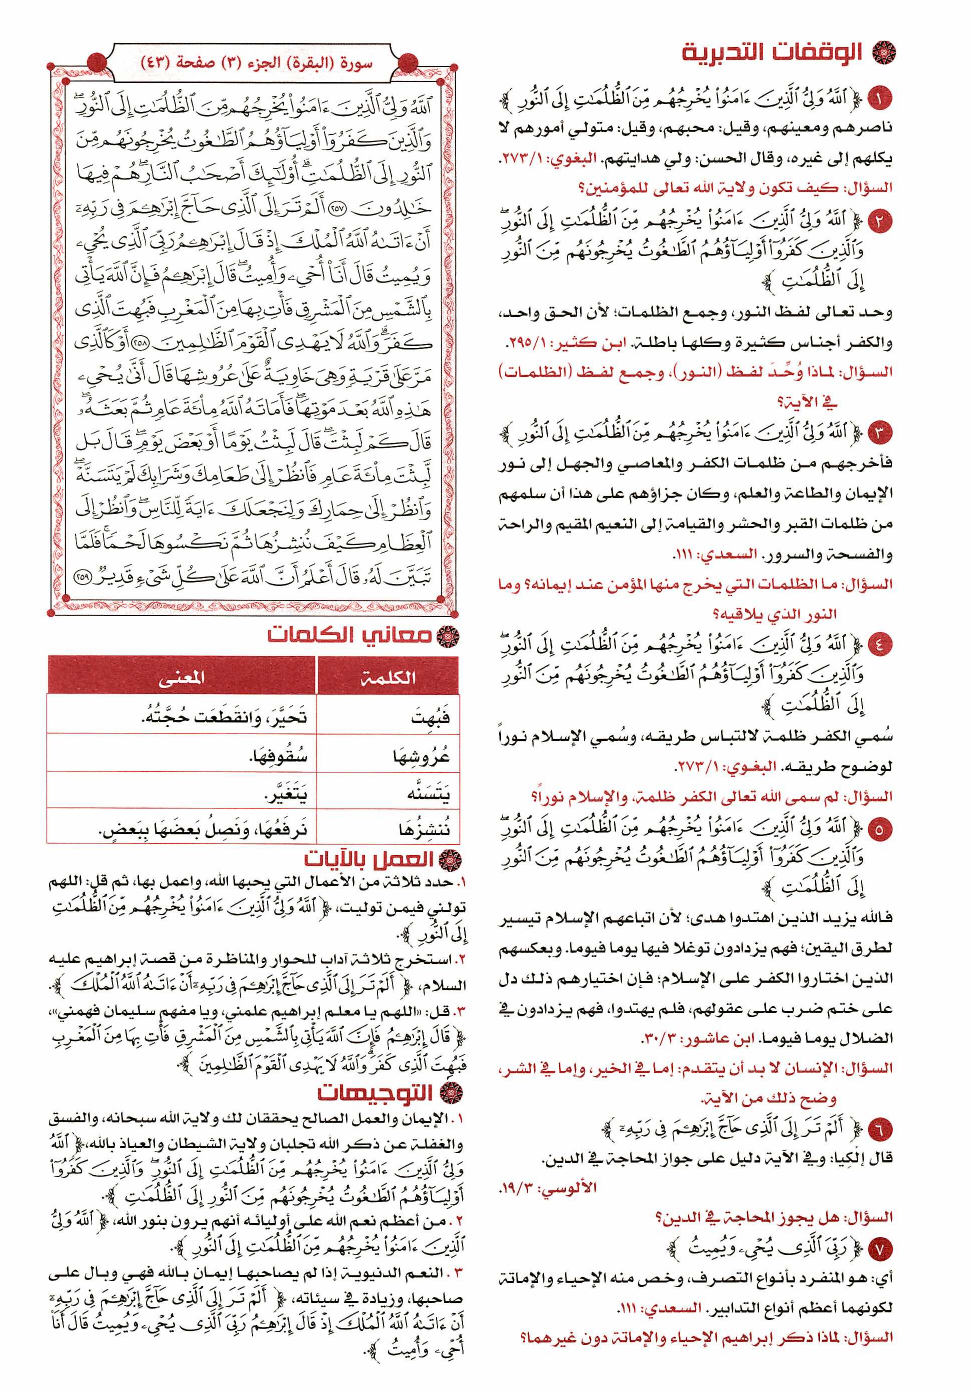 الوقفات التدبرية
١ ﴿ ٱللَّهُ وَلِىُّ ٱلَّذِينَ ءَامَنُوا۟ يُخْرِجُهُم مِّنَ ٱلظُّلُمَٰتِ إِلَى ٱلنُّورِ ﴾
ناصرهم ومعينهم، وقيل: محبهم، وقيل: متولي أمورهم لا
يكلهم إلى غيره، وقال الحسن: ولي هدايتهم. البغوي: ٢٧٣/١.
السؤال: كيف تكون ولاية الله تعالى للمؤمنين؟
٢ ﴿ ٱللَّهُ وَلِىُّ ٱلَّذِينَ ءَامَنُوا۟ يُخْرِجُهُم مِّنَ ٱلظُّلُمَٰتِ إِلَى ٱلنُّورِ ۖ
وَٱلَّذِينَ كَفَرُوٓا۟ أَوْلِيَآؤُهُمُ ٱلطَّٰغُوتُ يُخْرِجُونَهُم مِّنَ ٱلنُّورِ
إِلَى ٱلظُّلُمَٰتِ ﴾
وحد تعالى لفظ النور، وجمع الظلمات؛ لأن الحق واحد،
والكفر أجناس كثيرة وكلها باطلة. ابن كثير: ٢٩٥/١.
السؤال: لماذا وُحِّدَ لفظ (النور)، وجمع لفظ (الظلمات)
في الآية؟
٣ ﴿ ٱللَّهُ وَلِىُّ ٱلَّذِينَ ءَامَنُوا۟ يُخْرِجُهُم مِّنَ ٱلظُّلُمَٰتِ إِلَى ٱلنُّورِ ﴾
فأخرجهم من ظلمات الكفر والمعاصي والجهل إلى نور
الإيمان والطاعة والعلم، وكان جزاؤهم على هذا أن سلمهم
من ظلمات القبر والحشر والقيامة إلى النعيم المقيم والراحة
والفسحة والسرور. السعدي: ١١١.
السؤال: ما الظلمات التي يخرج منها المؤمن عند إيمانه؟ وما
النور الذي يلاقيه؟
٤ ﴿ ٱللَّهُ وَلِىُّ ٱلَّذِينَ ءَامَنُوا۟ يُخْرِجُهُم مِّنَ ٱلظُّلُمَٰتِ إِلَى ٱلنُّورِ ۖ
وَٱلَّذِينَ كَفَرُوٓا۟ أَوْلِيَآؤُهُمُ ٱلطَّٰغُوتُ يُخْرِجُونَهُم مِّنَ ٱلنُّورِ
إِلَى ٱلظُّلُمَٰتِ ﴾
سُمي الكفر ظلمة لالتباس طريقه، وسُمي الإسلام نوراً
لوضوح طريقه. البغوي: ٢٧٣/١.
السؤال: لم سمى الله تعالى الكفر ظلمة، والإسلام نوراً؟
٥ ﴿ ٱللَّهُ وَلِىُّ ٱلَّذِينَ ءَامَنُوا۟ يُخْرِجُهُم مِّنَ ٱلظُّلُمَٰتِ إِلَى ٱلنُّورِ ۖ
وَٱلَّذِينَ كَفَرُوٓا۟ أَوْلِيَآؤُهُمُ ٱلطَّٰغُوتُ يُخْرِجُونَهُم مِّنَ ٱلنُّورِ
إِلَى ٱلظُّلُمَٰتِ ﴾
فالله يزيد الذين اهتدوا هدى؛ لأن اتباعهم الإسلام تيسير
لطرق اليقين؛ فهم يزدادون توغلا فيها يوما فيوما. وبعكسهم
الذين اختاروا الكفر على الإسلام؛ فإن اختيارهم ذلك دل
على ختم ضرب على عقولهم، فلم يهتدوا، فهم يزدادون في
الضلال يوما فيوما. ابن عاشور: ٣٠/٣.
السؤال: الإنسان لا بد أن يتقدم: إما في الخير، وإما في الشر،
وضح ذلك من الآية.
٦ ﴿ أَلَمْ تَرَ إِلَى ٱلَّذِى حَآجَّ إِبْرَٰهِـۧمَ فِى رَبِّهِۦٓ ﴾
قال إلكيا: وفي الآية دليل على جواز المحاجة في الدين.
الألوسي: ١٩/٣.
السؤال: هل يجوز المحاجة في الدين؟
٧ ﴿ رَبِّىَ ٱلَّذِى يُحْىِۦ وَيُمِيتُ ﴾
أي: هو المنفرد بأنواع التصرف، وخص منه الإحياء والإماتة
لكونهما أعظم أنواع التدابير. السعدي: ١١١.
السؤال: لماذا ذكر إبراهيم الإحياء والإماتة دون غيرهما؟
سورة (البقرة) الجزء (٣) صفحة (٤٣)
ٱللَّهُ وَلِىُّ ٱلَّذِينَ ءَامَنُوا۟ يُخْرِجُهُم مِّنَ ٱلظُّلُمَٰتِ إِلَى ٱلنُّورِ ۖ
وَٱلَّذِينَ كَفَرُوٓا۟ أَوْلِيَآؤُهُمُ ٱلطَّٰغُوتُ يُخْرِجُونَهُم مِّنَ
ٱلنُّورِ إِلَى ٱلظُّلُمَٰتِ ۗ أُو۟لَٰٓئِكَ أَصْحَٰبُ ٱلنَّارِ ۖ هُمْ فِيهَا
خَٰلِدُونَ ٢٥٧ أَلَمْ تَرَ إِلَى ٱلَّذِى حَآجَّ إِبْرَٰهِـۧمَ فِى رَبِّهِۦٓ
أَنْ ءَاتَىٰهُ ٱللَّهُ ٱلْمُلْكَ إِذْ قَالَ إِبْرَٰهِـۧمُ رَبِّىَ ٱلَّذِى يُحْىِۦ
وَيُمِيتُ قَالَ أَنَا۠ أُحْىِۦ وَأُمِيتُ ۖ قَالَ إِبْرَٰهِـۧمُ فَإِنَّ ٱللَّهَ يَأْتِى
بِٱلشَّمْسِ مِنَ ٱلْمَشْرِقِ فَأْتِ بِهَا مِنَ ٱلْمَغْرِبِ فَبُهِتَ ٱلَّذِى
كَفَرَ ۗ وَٱللَّهُ لَا يَهْدِى ٱلْقَوْمَ ٱلظَّٰلِمِينَ ٢٥٨ أَوْ كَٱلَّذِى
مَرَّ عَلَىٰ قَرْيَةٍ وَهِىَ خَاوِيَةٌ عَلَىٰ عُرُوشِهَا قَالَ أَنَّىٰ يُحْىِۦ
هَٰذِهِ ٱللَّهُ بَعْدَ مَوْتِهَا ۖ فَأَمَاتَهُ ٱللَّهُ مِا۟ئَةَ عَامٍ ثُمَّ بَعَثَهُۥ ۖ
قَالَ كَمْ لَبِثْتَ ۖ قَالَ لَبِثْتُ يَوْمًا أَوْ بَعْضَ يَوْمٍ ۖ قَالَ بَل
لَّبِثْتَ مِا۟ئَةَ عَامٍ فَٱنظُرْ إِلَىٰ طَعَامِكَ وَشَرَابِكَ لَمْ يَتَسَنَّهْ ۖ
وَٱنظُرْ إِلَىٰ حِمَارِكَ وَلِنَجْعَلَكَ ءَايَةً لِّلنَّاسِ ۖ وَٱنظُرْ إِلَى
ٱلْعِظَامِ كَيْفَ نُنشِزُهَا ثُمَّ نَكْسُوهَا لَحْمًا ۚ فَلَمَّا
تَبَيَّنَ لَهُۥ قَالَ أَعْلَمُ أَنَّ ٱللَّهَ عَلَىٰ كُلِّ شَىْءٍ قَدِيرٌ ٢٥٩
معاني الكلمات
الكلمة المعنى
فَبُهِتَ تَحَيَّرَ، وَانقَطَعَت حُجَّتُهُ.
عُرُوشِهَا سُقُوفِهَا.
يَتَسَنَّه يَتَغَيَّر.
نُنشِزُهَا نَرفَعُهَا، وَنَصِلُ بَعضَهَا بِبَعضٍ.
العمل بالآيات
١. حدد ثلاثة من الأعمال التي يحبها الله، واعمل بها، ثم قل: اللهم
تولني فيمن توليت، ﴿ ٱللَّهُ وَلِىُّ ٱلَّذِينَ ءَامَنُوا۟ يُخْرِجُهُم مِّنَ ٱلظُّلُمَٰتِ
إِلَى ٱلنُّورِ ﴾.
٢. استخرج ثلاثة آداب للحوار والمناظرة من قصة إبراهيم عليه
السلام، ﴿ أَلَمْ تَرَ إِلَى ٱلَّذِى حَآجَّ إِبْرَٰهِـۧمَ فِى رَبِّهِۦٓ أَنْ ءَاتَىٰهُ ٱللَّهُ ٱلْمُلْكَ ﴾.
٣. قل: «اللهم يا معلم إبراهيم علمني، ويا مفهم سليمان فهمني»،
﴿ قَالَ إِبْرَٰهِـۧمُ فَإِنَّ ٱللَّهَ يَأْتِى بِٱلشَّمْسِ مِنَ ٱلْمَشْرِقِ فَأْتِ بِهَا مِنَ ٱلْمَغْرِبِ
فَبُهِتَ ٱلَّذِى كَفَرَ ۗ وَٱللَّهُ لَا يَهْدِى ٱلْقَوْمَ ٱلظَّٰلِمِينَ ﴾.
التوجيهات
١. الإيمان والعمل الصالح يحققان لك ولاية الله سبحانه، والفسق
والغفلة عن ذكر الله تجلبان ولاية الشيطان والعياذ بالله، ﴿ ٱللَّهُ
وَلِىُّ ٱلَّذِينَ ءَامَنُوا۟ يُخْرِجُهُم مِّنَ ٱلظُّلُمَٰتِ إِلَى ٱلنُّورِ ۖ وَٱلَّذِينَ كَفَرُوٓا۟
أَوْلِيَآؤُهُمُ ٱلطَّٰغُوتُ يُخْرِجُونَهُم مِّنَ ٱلنُّورِ إِلَى ٱلظُّلُمَٰتِ ﴾.
٢. من أعظم نعم الله على أوليائه أنهم يرون بنور الله، ﴿ ٱللَّهُ وَلِىُّ
ٱلَّذِينَ ءَامَنُوا۟ يُخْرِجُهُم مِّنَ ٱلظُّلُمَٰتِ إِلَى ٱلنُّورِ ﴾.
٣. النعم الدنيوية إذا لم يصاحبها إيمان بالله فهي وبال على
صاحبها، وزيادة في سيئاته، ﴿ أَلَمْ تَرَ إِلَى ٱلَّذِى حَآجَّ إِبْرَٰهِـۧمَ فِى رَبِّهِۦٓ
أَنْ ءَاتَىٰهُ ٱللَّهُ ٱلْمُلْكَ إِذْ قَالَ إِبْرَٰهِـۧمُ رَبِّىَ ٱلَّذِى يُحْىِۦ وَيُمِيتُ قَالَ أَنَا۠
أُحْىِۦ وَأُمِيتُ ﴾.